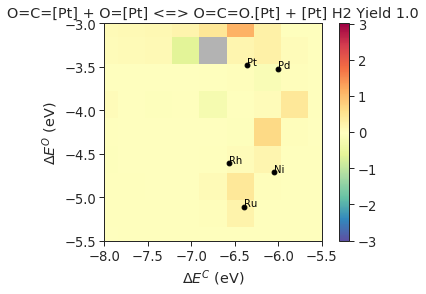 O=C=[Pt] + O=[Pt] <=> O=C=O.[Pt] + [Pt] H2 Yield 1.0
−3.0
−3.5
−4.0
−4.5
−5.0
−5.5
ΔE^O (eV)
Pt
Pd
Rh
Ni
Ru
−8.0 −7.5 −7.0 −6.5 −6.0 −5.5
ΔE^C (eV)
3
2
1
0
−1
−2
−3